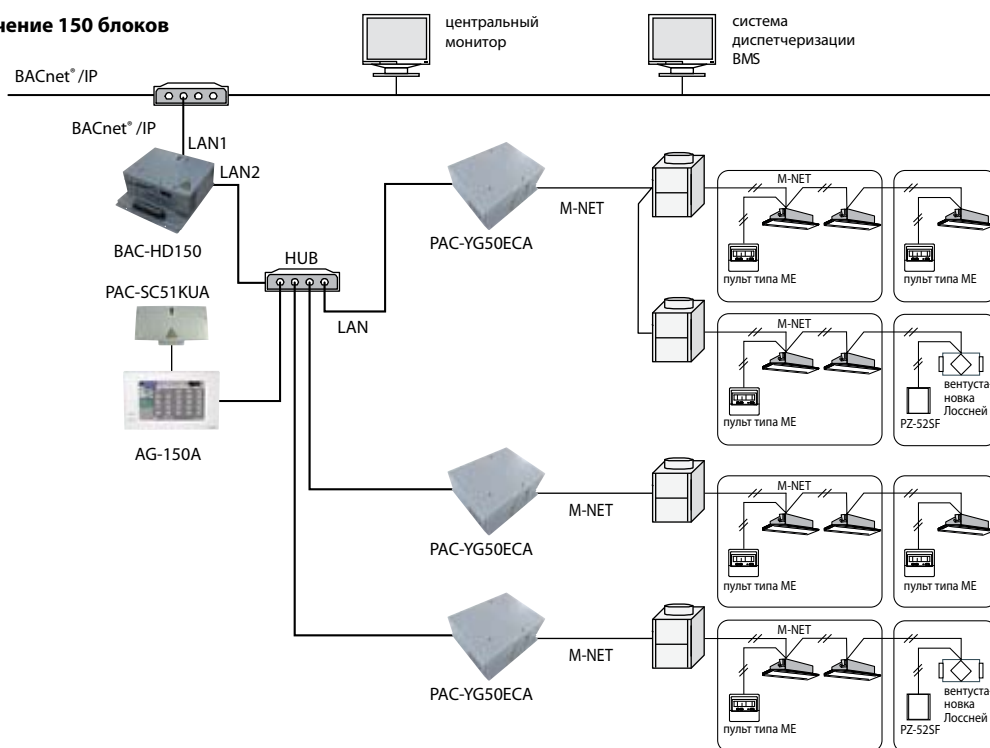 чение 150 блоков
центральный
монитор
система
диспетчеризации
BMS
BACnet® /IP
BACnet® /IP
LAN1
LAN2
BAC-HD150
HUB
LAN
PAC-SC51KUA
AG-150A
PAC-YG50ECA
M-NET
M-NET
пульт типа ME
пульт типа ME
M-NET
пульт типа ME
вентуста
новка
Лоссней
PZ-52SF
PAC-YG50ECA
M-NET
M-NET
пульт типа ME
пульт типа ME
PAC-YG50ECA
M-NET
M-NET
пульт типа ME
вентуста
новка
Лоссней
PZ-52SF